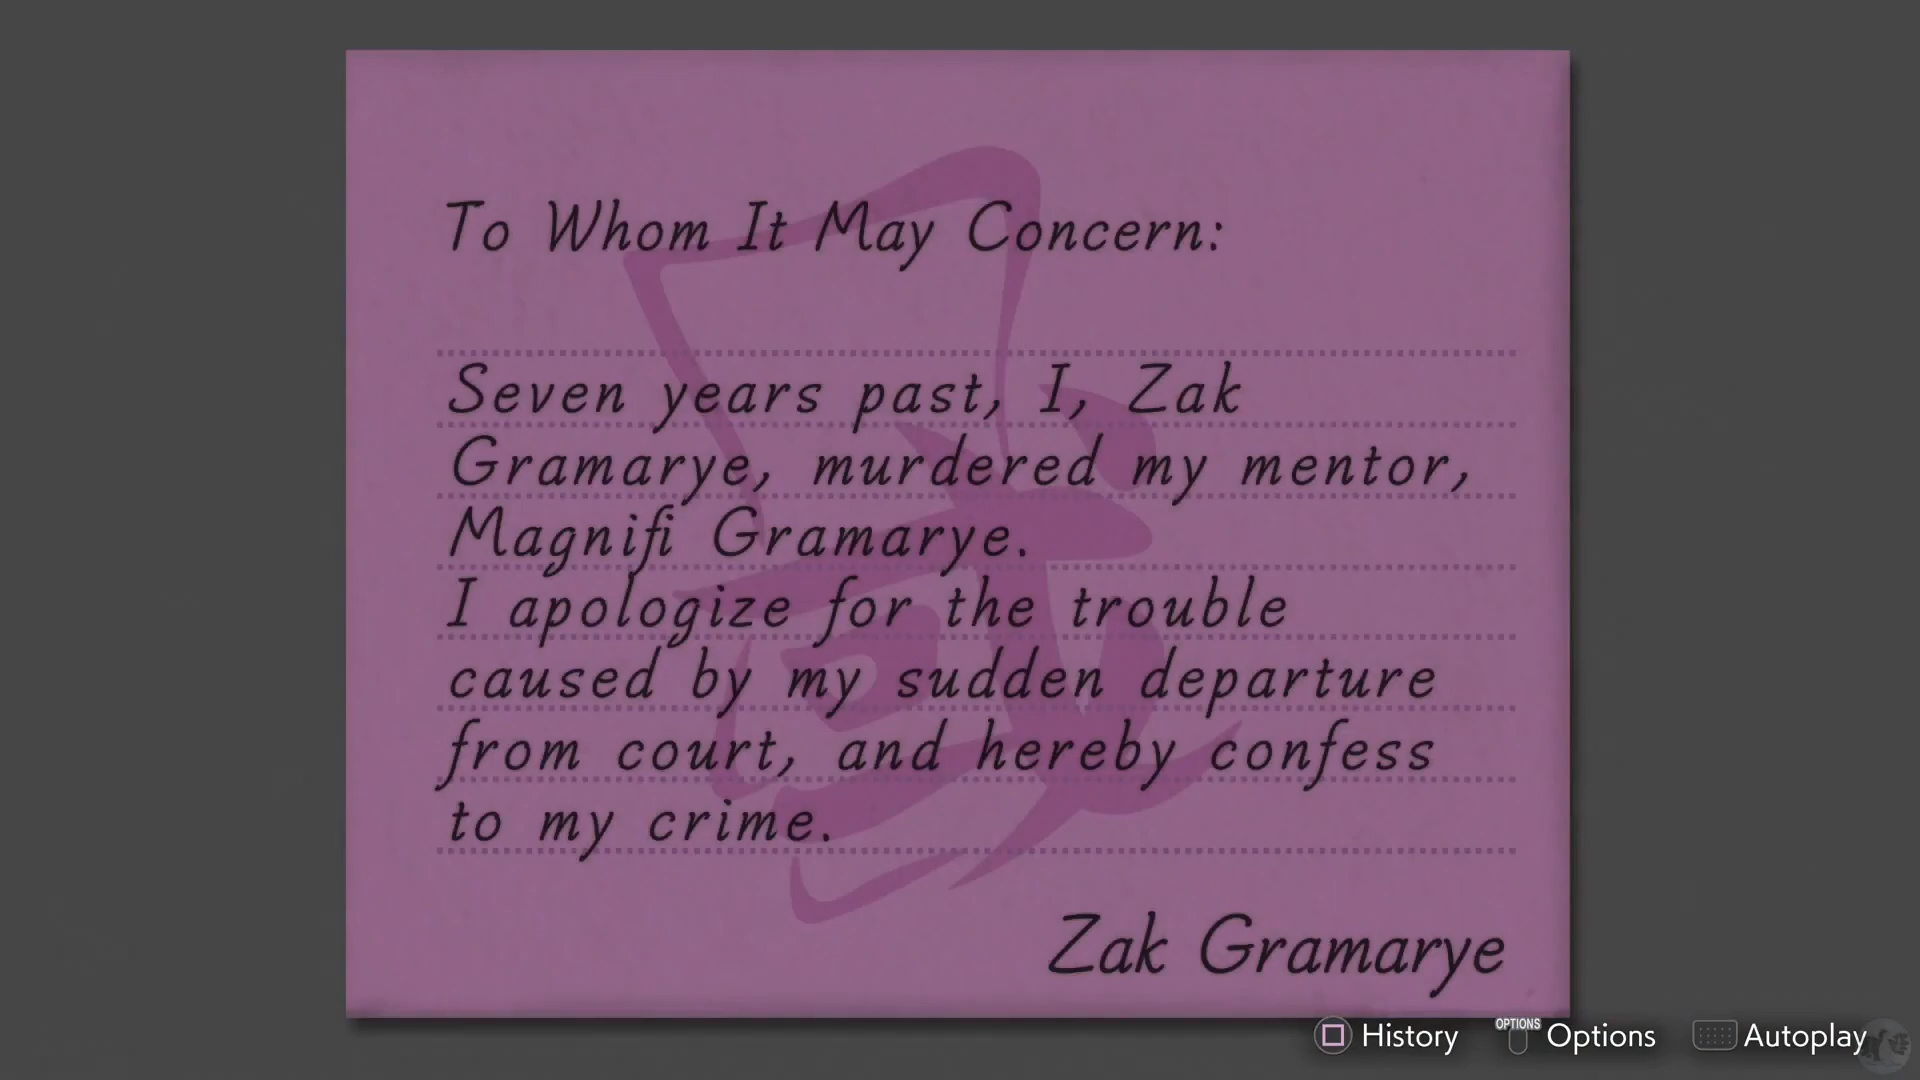 To Whom It May Concern:
Seven years past, I, Zak
Gramarye, murdered my mentor,
Magnifi Gramarye.
I apologize for the trouble
caused by my sudden departure
from court, and hereby confess
to my crime.
Zak Gramarye
History OPTIONS Options Autoplay